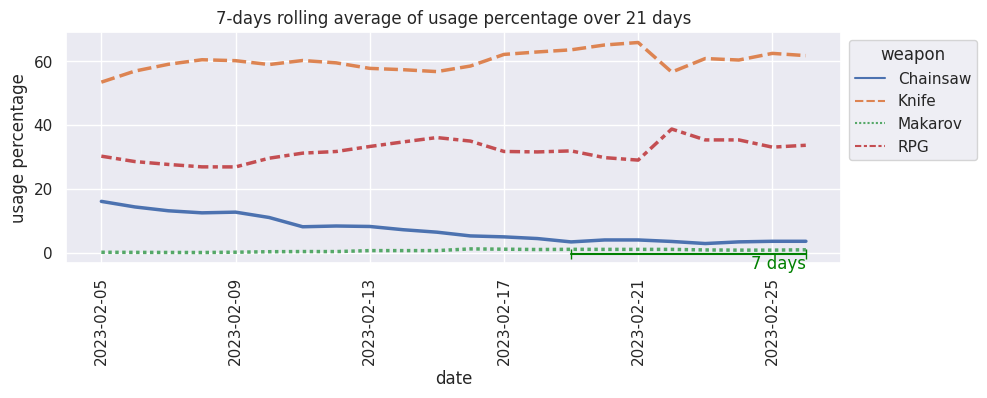 7-days rolling average of usage percentage over 21 days
usage percentage
60
40
20
0
weapon
Chainsaw
Knife
Makarov
RPG
7 days
2023-02-05
2023-02-09
2023-02-13
2023-02-17
2023-02-21
2023-02-25
date